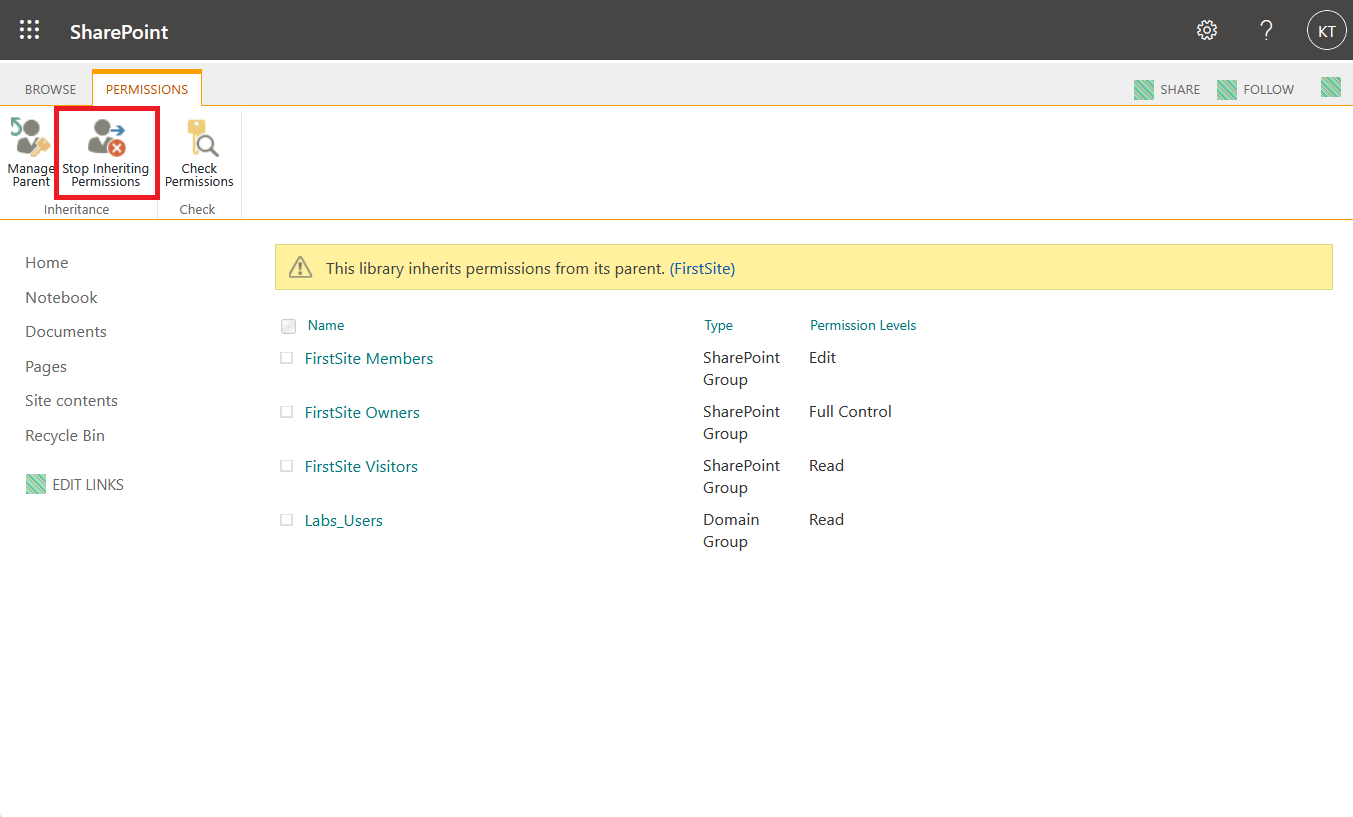 SharePoint
?
KT
BROWSE
PERMISSIONS
SHARE
FOLLOW
Manage
Parent
Stop Inheriting
Permissions
Check
Permissions
Inheritance
Check
Home
Notebook
Documents
Pages
Site contents
Recycle Bin
EDIT LINKS
This library inherits permissions from its parent. (FirstSite)
Name Type Permission Levels
FirstSite Members SharePoint Edit
Group
FirstSite Owners SharePoint Full Control
Group
FirstSite Visitors SharePoint Read
Group
Labs_Users Domain Read
Group